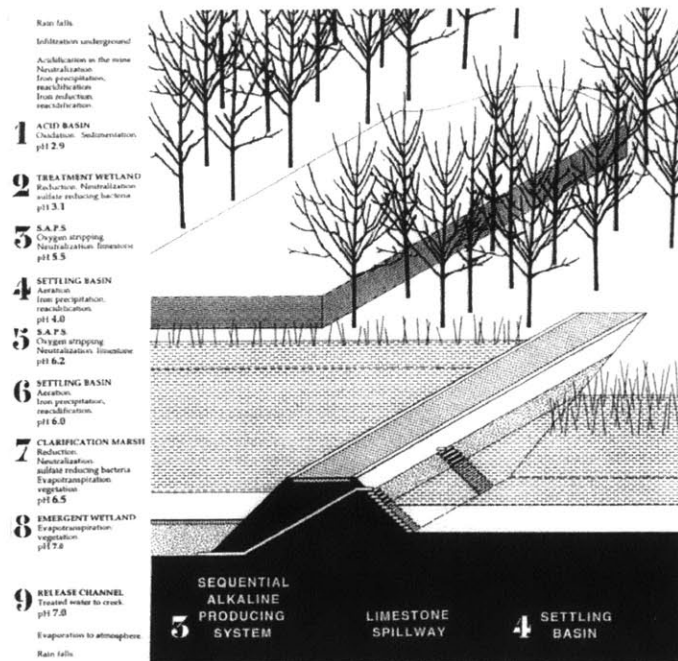 Rain falls
Infiltration underground
Acidification in the mine
Neutralization
Iron precipitation,
reacidification
Iron reduction,
reacidification
1 ACID BASIN
Oxidation. Sedimentation.
pH 2.9
2 TREATMENT WETLAND
Reduction. Neutralization
sulfate reducing bacteria
pH 3.1
3 S.A.P.S.
Oxygen stripping
Neutralization: limestone
pH 5.5
4 SETTLING BASIN
Aeration
Iron precipitation,
reacidification.
pH 4.0
5 S.A.P.S.
Oxygen stripping
Neutralization: limestone
pH 6.2
6 SETTLING BASIN
Aeration.
Iron precipitation,
reacidification.
pH 6.0
7 CLARIFICATION MARSH
Reduction.
Neutralization.
sulfate reducing bacteria
Evapotranspiration
vegetation
pH 6.5
8 EMERGENT WETLAND
Evapotranspiration
vegetation
pH 7.0
9 RELEASE CHANNEL
Treated water to creek
pH 7.0
Evaporation to atmosphere
Rain falls
3 SEQUENTIAL
ALKALINE
PRODUCING
SYSTEM
LIMESTONE
SPILLWAY
4 SETTLING
BASIN